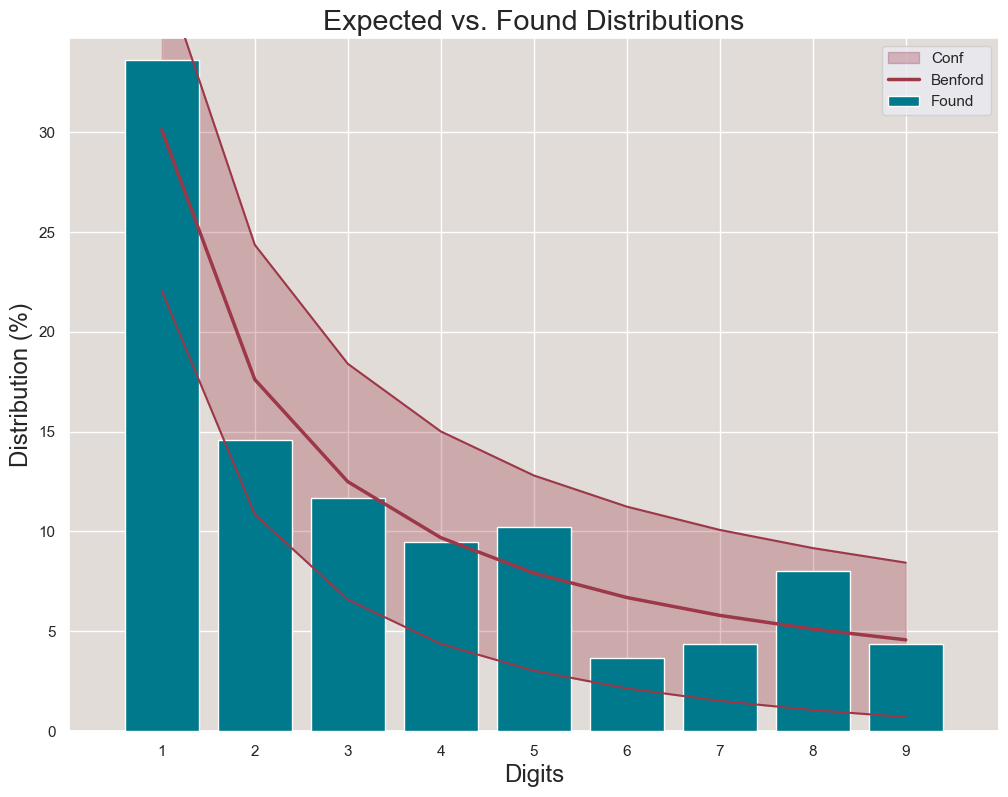 Expected vs. Found Distributions
Conf
Benford
Found
Distribution (%)
30
25
20
15
10
5
0
1 2 3 4 5 6 7 8 9
Digits